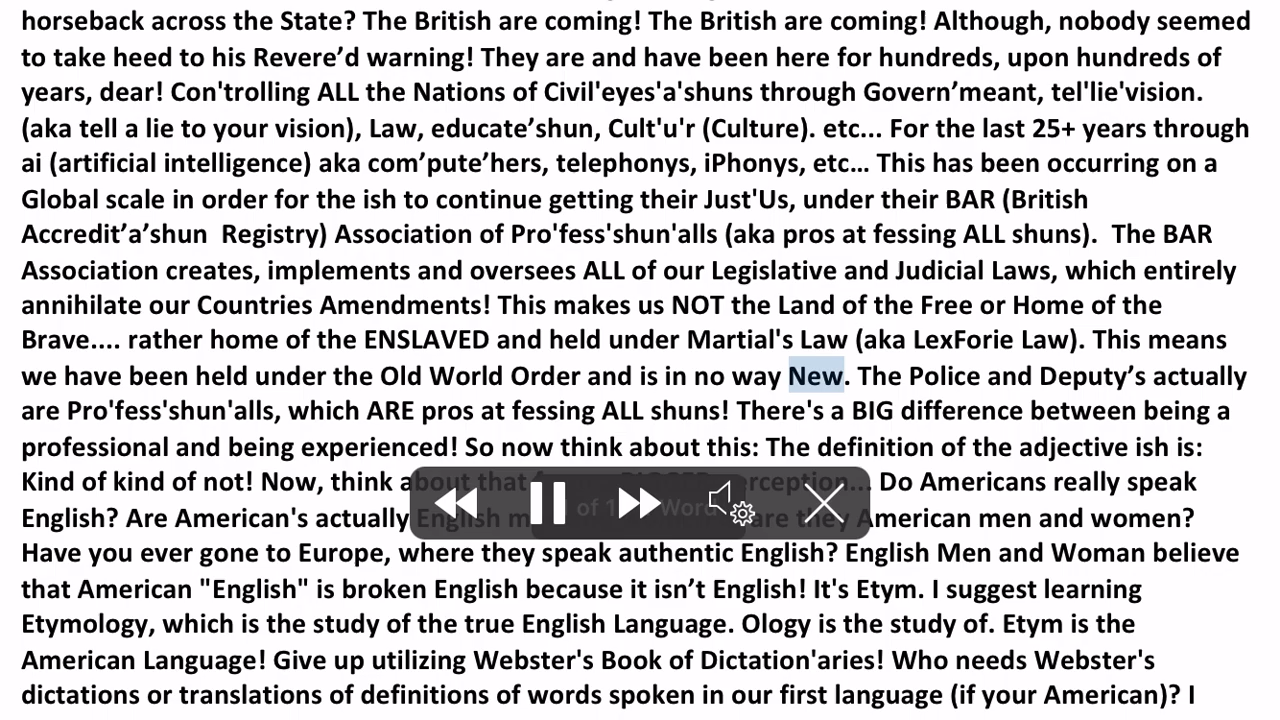 horseback across the State? The British are coming! The British are coming! Although, nobody seemed
to take heed to his Revere’d warning! They are and have been here for hundreds, upon hundreds of
years, dear! Con'trolling ALL the Nations of Civil'eyes'a'shuns through Govern’meant, tel'lie'vision.
(aka tell a lie to your vision), Law, educate’shun, Cult'u'r (Culture). etc... For the last 25+ years through
ai (artificial intelligence) aka com’pute’hers, telephonys, iPhonys, etc… This has been occurring on a
Global scale in order for the ish to continue getting their Just'Us, under their BAR (British
Accredit’a’shun  Registry) Association of Pro'fess'shun'alls (aka pros at fessing ALL shuns).  The BAR
Association creates, implements and oversees ALL of our Legislative and Judicial Laws, which entirely
annihilate our Countries Amendments! This makes us NOT the Land of the Free or Home of the
Brave.... rather home of the ENSLAVED and held under Martial's Law (aka LexForie Law). This means
we have been held under the Old World Order and is in no way New. The Police and Deputy’s actually
are Pro'fess'shun'alls, which ARE pros at fessing ALL shuns! There's a BIG difference between being a
professional and being experienced! So now think about this: The definition of the adjective ish is:
Kind of kind of not! Now, think about that BIGGER perception... Do Americans really speak
English? Are American's actually English are they American men and women?
Have you ever gone to Europe, where they speak authentic English? English Men and Woman believe
that American "English" is broken English because it isn’t English! It's Etym. I suggest learning
Etymology, which is the study of the true English Language. Ology is the study of. Etym is the
American Language! Give up utilizing Webster's Book of Dictation'aries! Who needs Webster's
dictations or translations of definitions of words spoken in our first language (if your American)? I